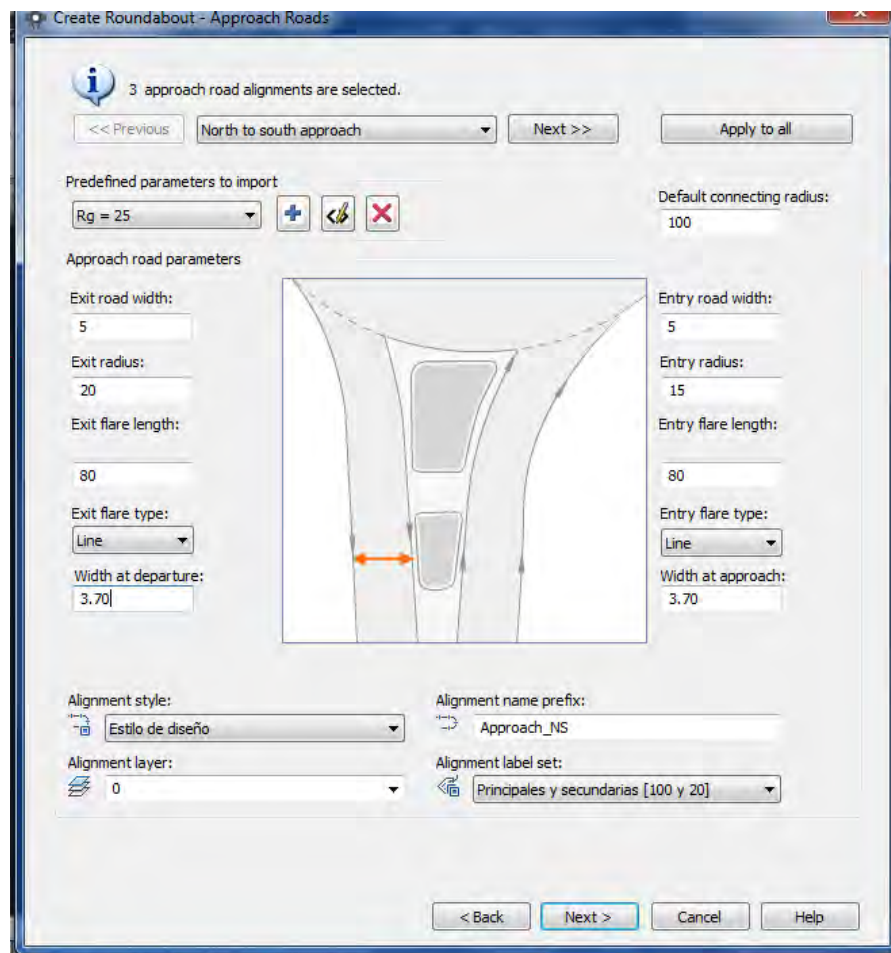 Create Roundabout - Approach Roads
3 approach road alignments are selected.
<< Previous North to south approach Next >> Apply to all
Predefined parameters to import
Default connecting radius:
Rg = 25
100
Approach road parameters
Exit road width: Entry road width:
5 5
Exit radius: Entry radius:
20 15
Exit flare length: Entry flare length:
80 80
Exit flare type: Entry flare type:
Line Line
Width at departure: Width at approach:
3.70 3.70
Alignment style: Alignment name prefix:
Estilo de diseño Approach_NS
Alignment layer: Alignment label set:
0 Principales y secundarias [100 y 20]
< Back Next > Cancel Help